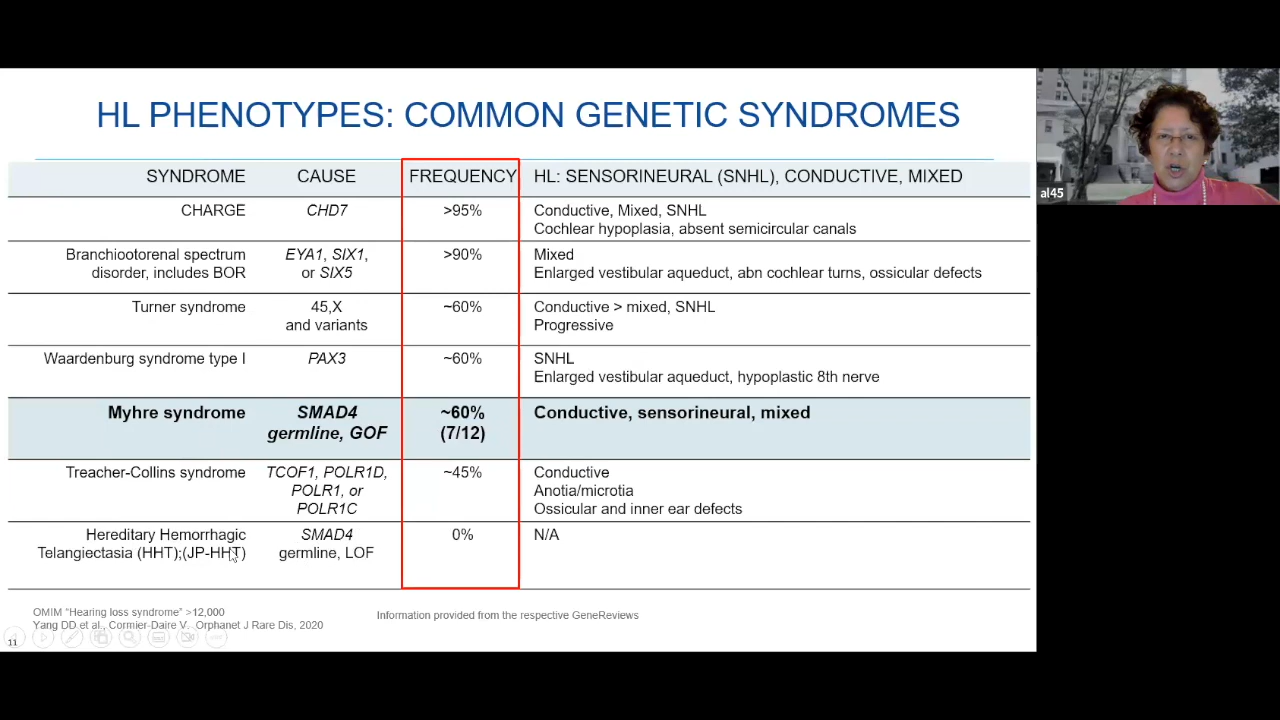 HL PHENOTYPES: COMMON GENETIC SYNDROMES
al45
SYNDROME CAUSE FREQUENCY HL: SENSORINEURAL (SNHL), CONDUCTIVE, MIXED
CHARGE CHD7 >95% Conductive, Mixed, SNHL
Cochlear hypoplasia, absent semicircular canals
Branchiootorenal spectrum EYA1, SIX1, >90% Mixed
disorder, includes BOR or SIX5 Enlarged vestibular aqueduct, abn cochlear turns, ossicular defects
Turner syndrome 45,X ~60% Conductive > mixed, SNHL
and variants Progressive
Waardenburg syndrome type I PAX3 ~60% SNHL
Enlarged vestibular aqueduct, hypoplastic 8th nerve
Myhre syndrome SMAD4 ~60% Conductive, sensorineural, mixed
germline, GOF (7/12)
Treacher-Collins syndrome TCOF1, POLR1D, ~45% Conductive
POLR1, or Anotia/microtia
POLR1C Ossicular and inner ear defects
Hereditary Hemorrhagic SMAD4 0% N/A
Telangiectasia (HHT);(JP-HHT) germline, LOF
OMIM "Hearing loss syndrome" >12,000 Information provided from the respective GeneReviews
Yang DD et al., Cormier-Daire V. Orphanet J Rare Dis, 2020
11